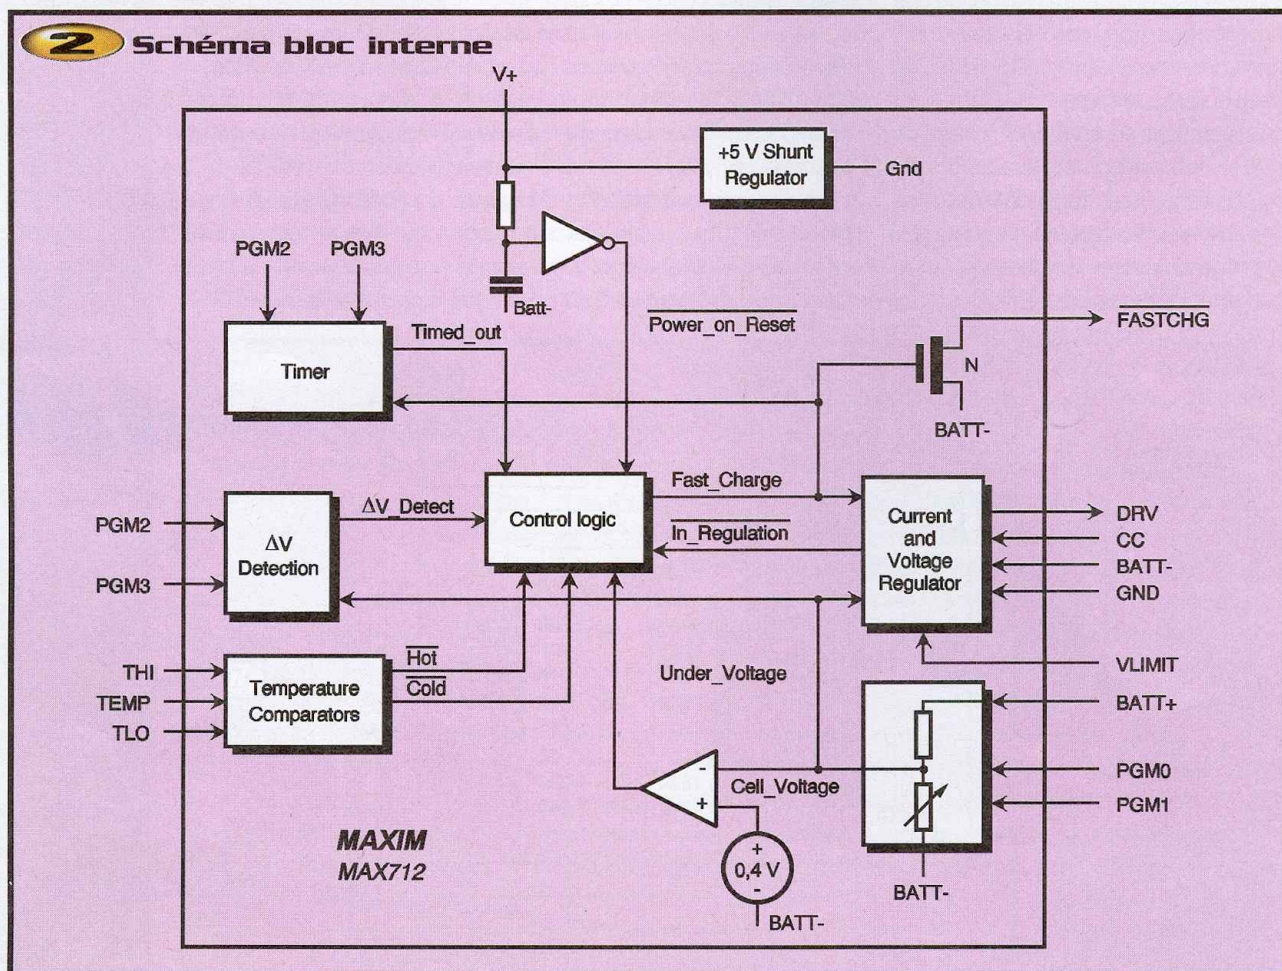 2 Schéma bloc interne
V+
+5 V Shunt
Regulator
Gnd
PGM2
PGM3
Batt-
Power_on_Reset
FASTCHG
Timed_out
Timer
N
BATT-
Fast_Charge
PGM2
ΔV_Detect
Control logic
Current
and
Voltage
Regulator
DRV
CC
BATT-
GND
ΔV
Detection
In_Regulation
PGM3
Hot
Cold
THI
TEMP
TLO
Temperature
Comparators
Under_Voltage
VLIMIT
BATT+
-
+
Cell_Voltage
PGM0
PGM1
MAXIM
MAX712
+
0,4 V
-
BATT-
BATT-